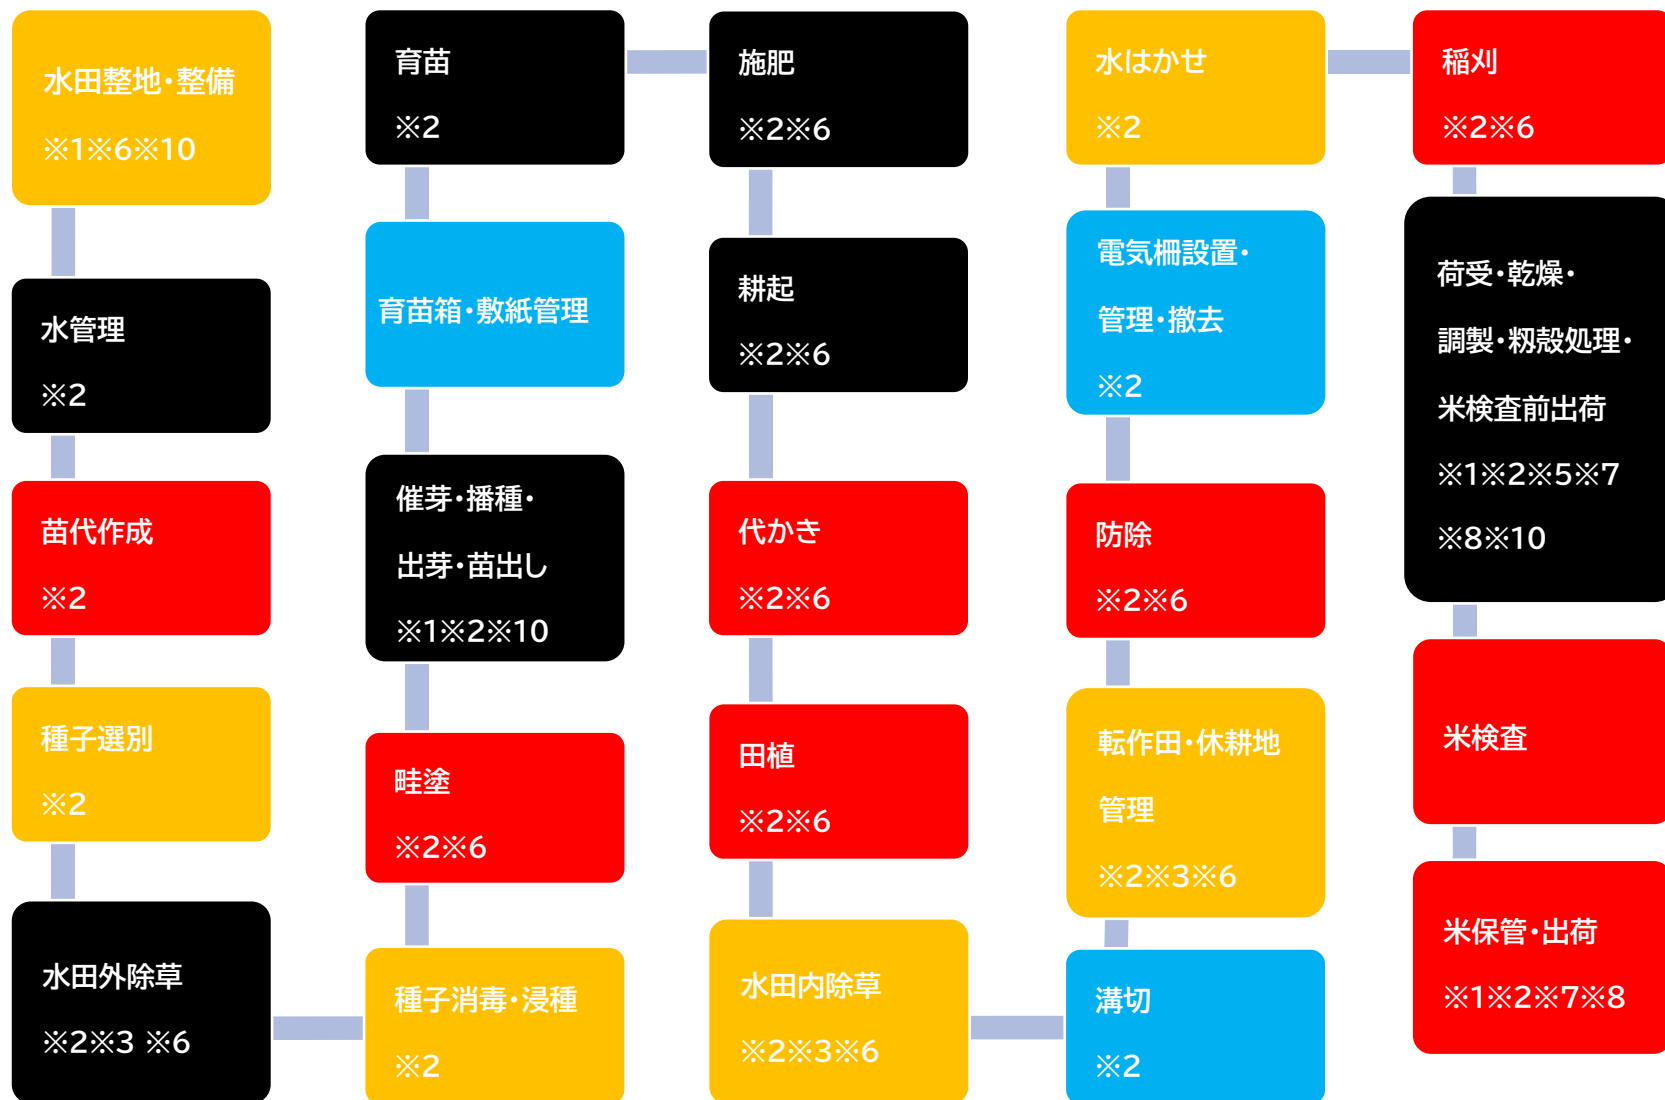 水田整地・整備
※1※6※10
水管理
※2
苗代作成
※2
種子選別
※2
水田外除草
※2※3 ※6
種子消毒・浸種
※2
畦塗
※2※6
催芽・播種・
出芽・苗出し
※1※2※10
育苗箱・敷紙管理
育苗
※2
施肥
※2※6
耕起
※2※6
代かき
※2※6
田植
※2※6
水田内除草
※2※3※6
溝切
※2
転作田・休耕地
管理
※2※3※6
防除
※2※6
電気柵設置・
管理・撤去
※2
水はかせ
※2
稲刈
※2※6
荷受・乾燥・
調製・籾殻処理・
米検査前出荷
※1※2※5※7
※8※10
米検査
米保管・出荷
※1※2※7※8